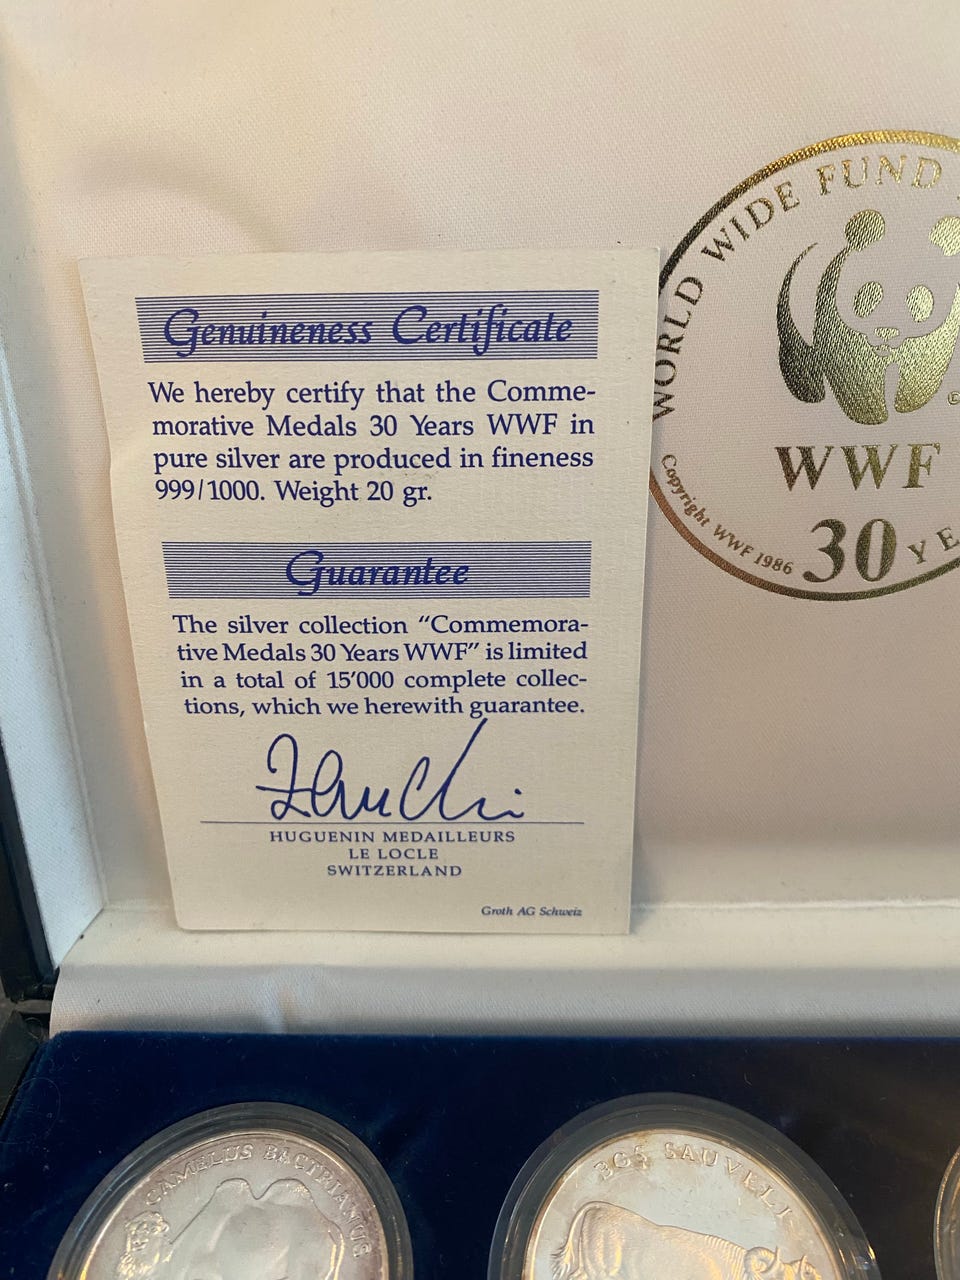 WORLD WIDE FUND
©
WWF
30 YE
Copyright WWF 1986
Genuineness Certificate
We hereby certify that the Comme-
morative Medals 30 Years WWF in
pure silver are produced in fineness
999/1000. Weight 20 gr.
Guarantee
The silver collection “Commemora-
tive Medals 30 Years WWF” is limited
in a total of 15’000 complete collec-
tions, which we herewith guarantee.
HUGUENIN MEDAILLEURS
LE LOCLE
SWITZERLAND
Groth AG Schweiz
CAMELUS BACTRIANUS
BOS SAUVELI